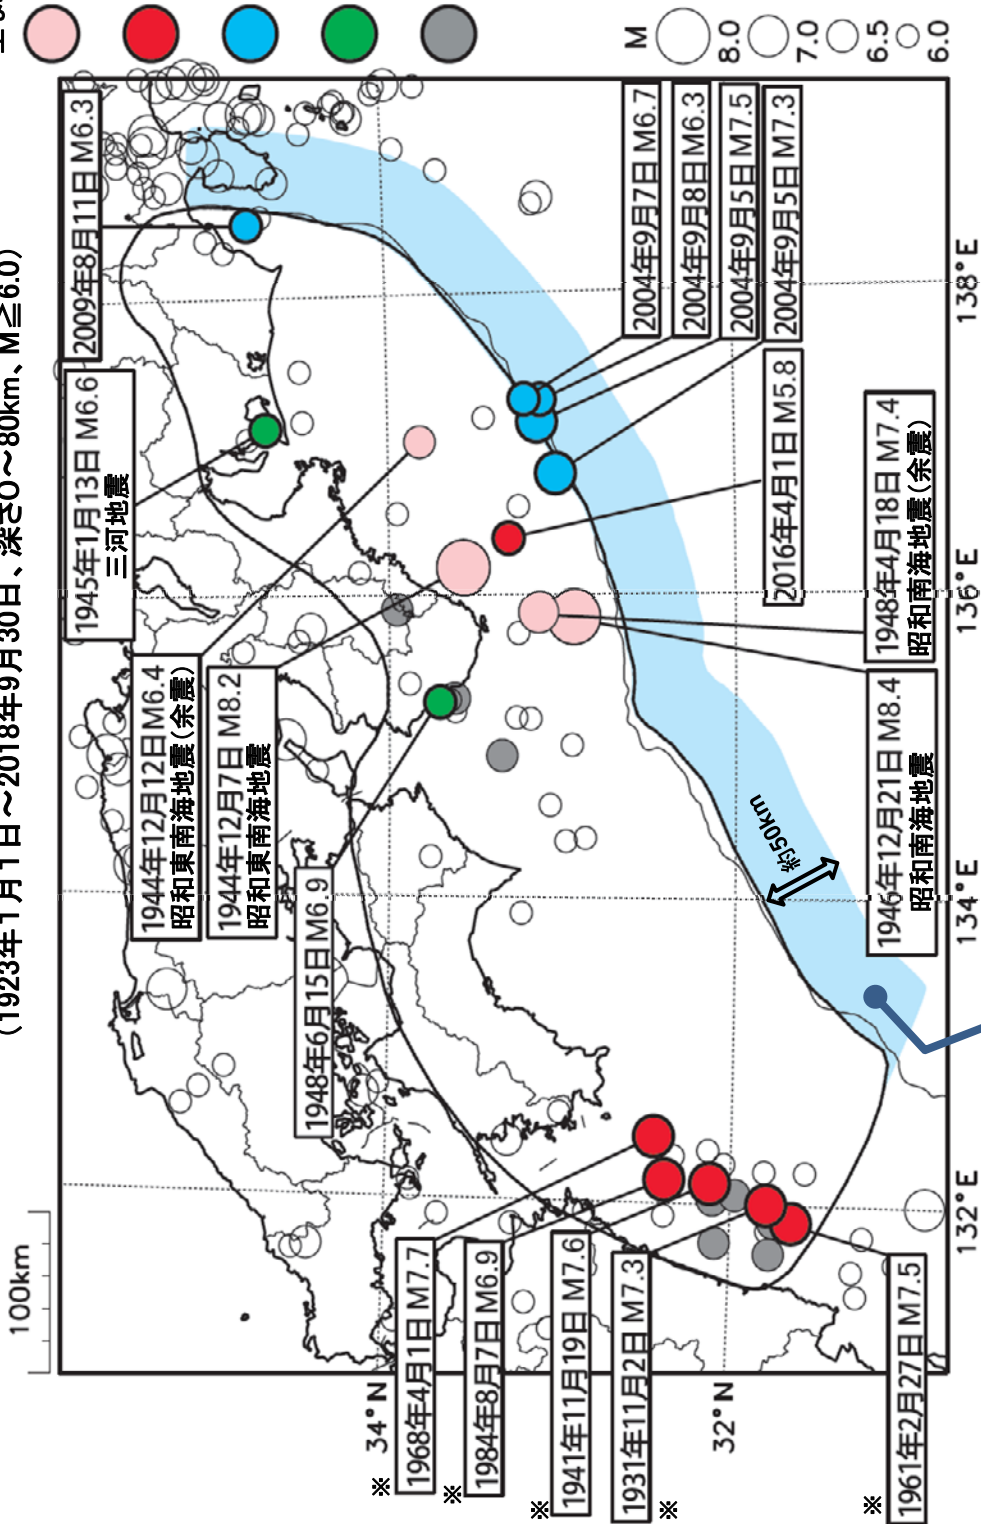 (1923年1月1日～2018年9月30日、深さ0～80km、M≧6.0)
2009年8月11日 M6.3
1945年1月13日 M6.6
三河地震
1944年12月12日M6.4
昭和東南海地震(余震)
1944年12月7日 M8.2
昭和東南海地震
1948年6月15日 M6.9
100km
34°N
32°N
※
1968年4月1日 M7.7
※
1984年8月7日 M6.9
※
1941年11月19日 M7.6
1931年11月2日 M7.3
※
※
1961年2月27日 M7.5
2004年9月7日 M6.7
2004年9月8日 M6.3
2004年9月5日 M7.5
2004年9月5日 M7.3
2016年4月1日 M5.8
1948年4月18日 M7.4
昭和南海地震(余震)
1946年12月21日 M8.4
昭和南海地震
約50km
132°E
134°E
136°E
138°E
M
8.0
7.0
6.5
6.0